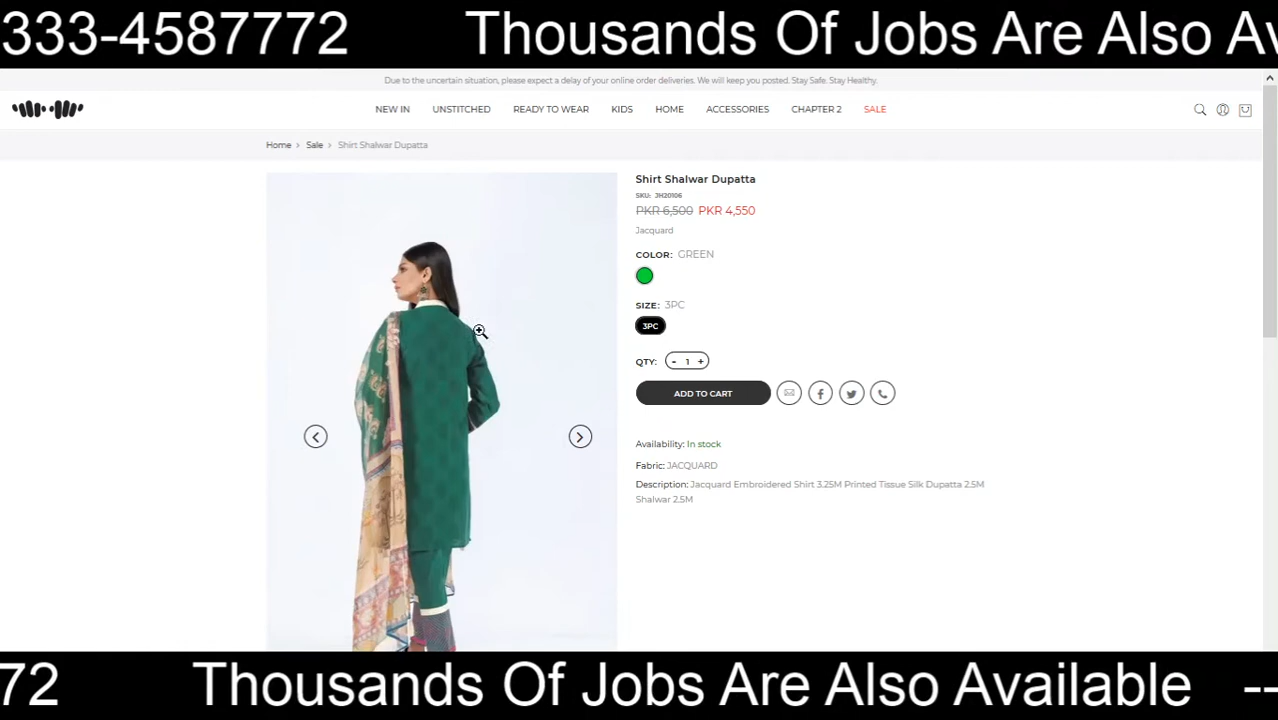 333-4587772 Thousands Of Jobs Are Also Av
Due to the uncertain situation, please expect a delay of your online order deliveries. We will keep you posted. Stay Safe. Stay Healthy.
NEW IN UNSTITCHED READY TO WEAR KIDS HOME ACCESSORIES CHAPTER 2 SALE
Home > Sale > Shirt Shalwar Dupatta
Shirt Shalwar Dupatta
SKU: JH20106
PKR 6,500 PKR 4,550
Jacquard
COLOR: GREEN
SIZE: 3PC
3PC
QTY: - 1 +
ADD TO CART
Availability: In stock
Fabric: JACQUARD
Description: Jacquard Embroidered Shirt 3.25M Printed Tissue Silk Dupatta 2.5M
Shalwar 2.5M
72 Thousands Of Jobs Are Also Available --